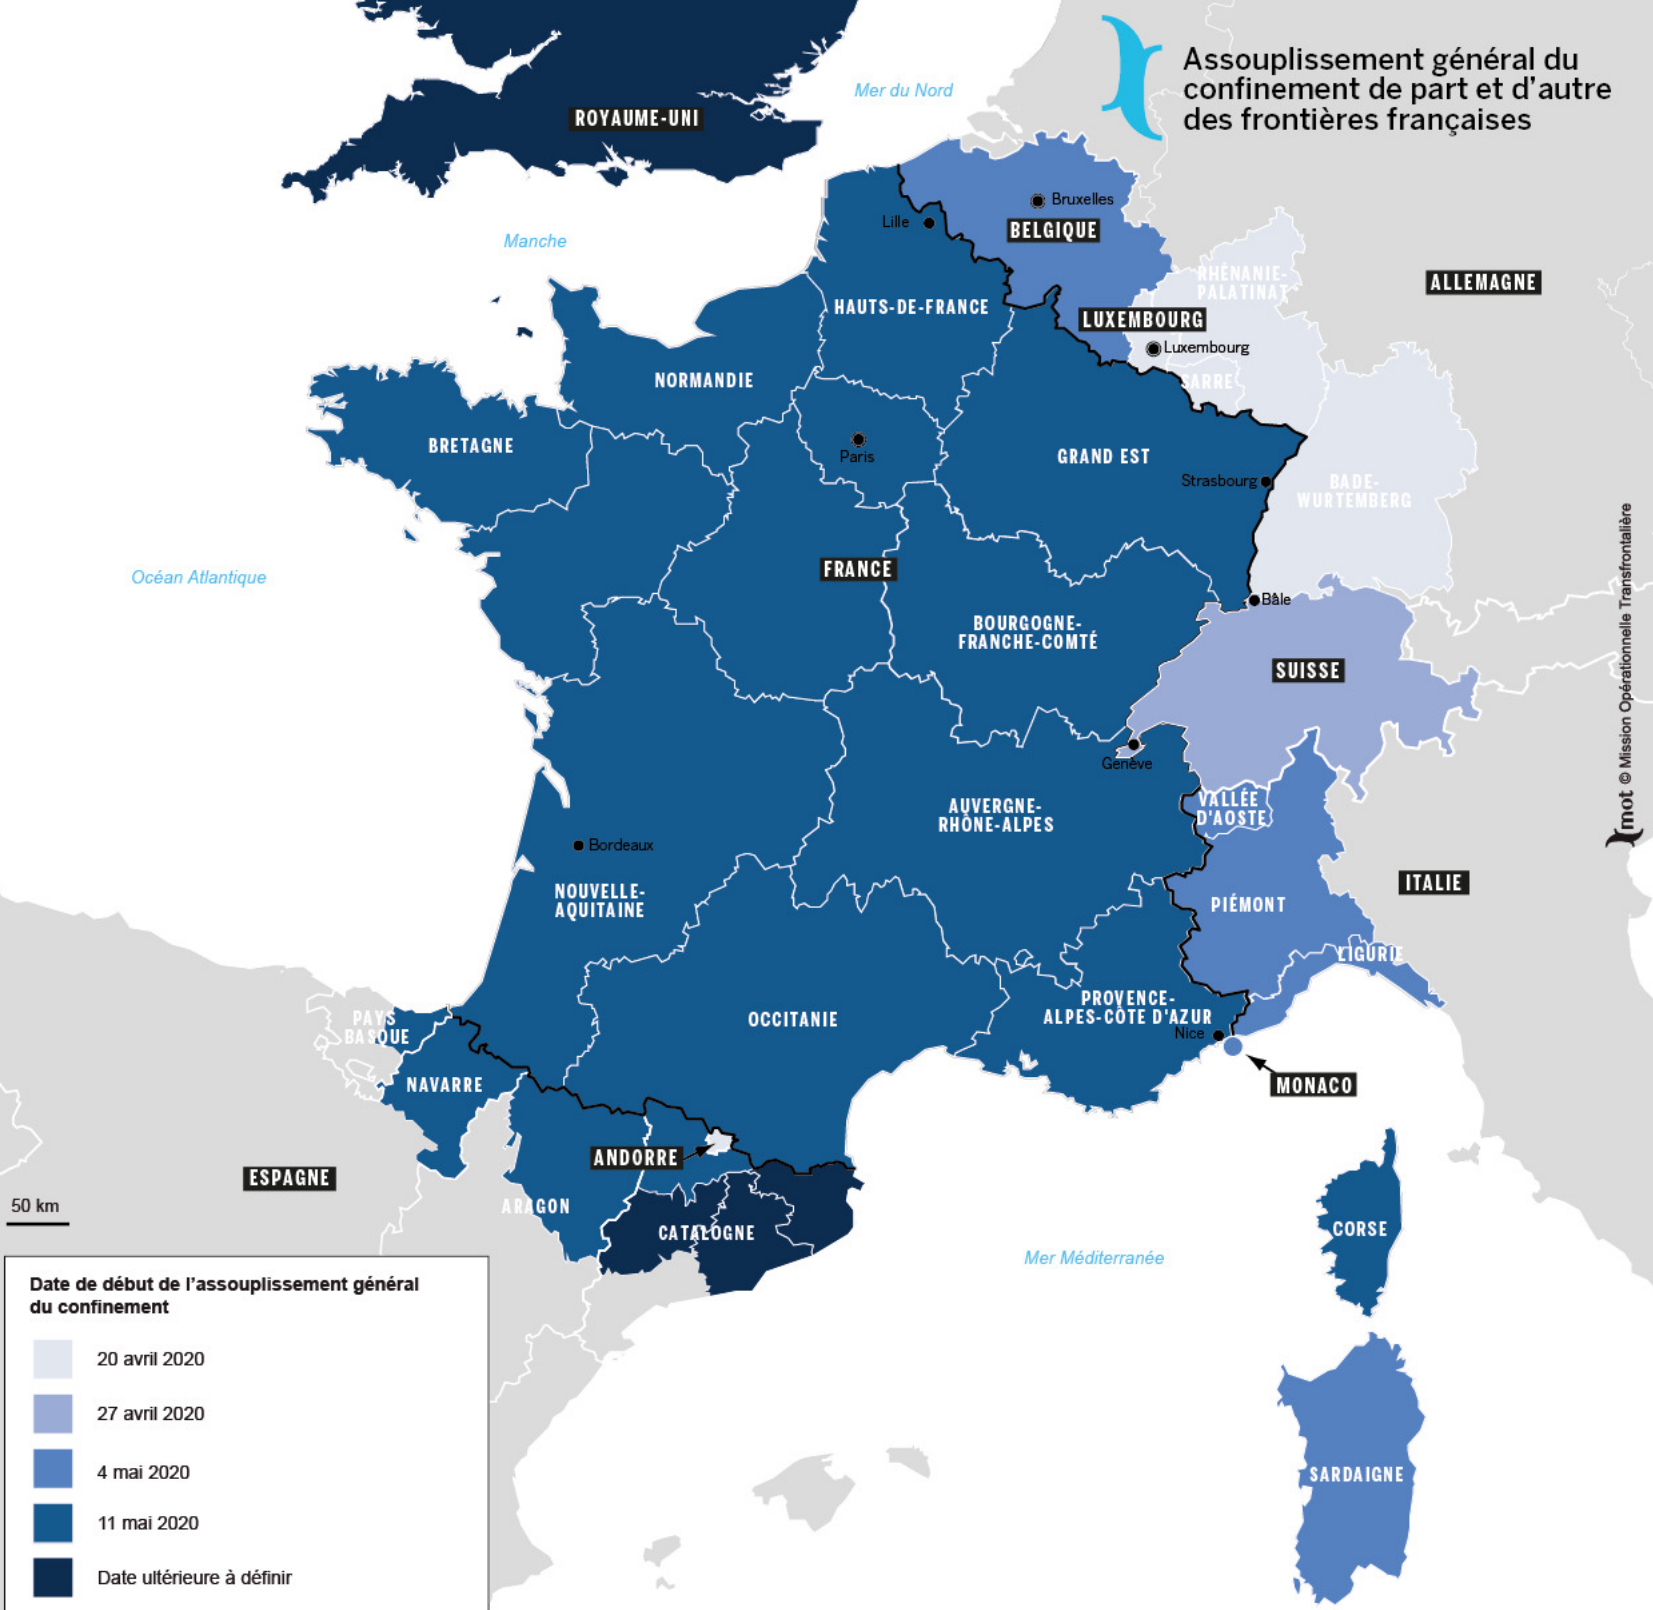 Assouplissement général du
confinement de part et d'autre
des frontières françaises
Mer du Nord
ROYAUME-UNI
Bruxelles
BELGIQUE
Lille
Manche
RHÉNANIE-
PALATINAT
ALLEMAGNE
HAUTS-DE-FRANCE
LUXEMBOURG
Luxembourg
NORMANDIE
SARRE
BRETAGNE
Paris
GRAND EST
Strasbourg
BADE-
WURTEMBERG
Océan Atlantique
FRANCE
Bâle
BOURGOGNE-
FRANCHE-COMTÉ
SUISSE
Genève
VALLÉE
D'AOSTE
AUVERGNE-
RHÔNE-ALPES
Bordeaux
NOUVELLE-
AQUITAINE
ITALIE
PIÉMONT
LIGURIE
PROVENCE-
ALPES-CÔTE D'AZUR
Nice
OCCITANIE
PAYS
BASQUE
NAVARRE
MONACO
ANDORRE
ESPAGNE
ARAGON
CATALOGNE
CORSE
Mer Méditerranée
SARDAIGNE
50 km
Date de début de l'assouplissement général
du confinement
20 avril 2020
27 avril 2020
4 mai 2020
11 mai 2020
Date ultérieure à définir
mot © Mission Opérationnelle Transfrontalière